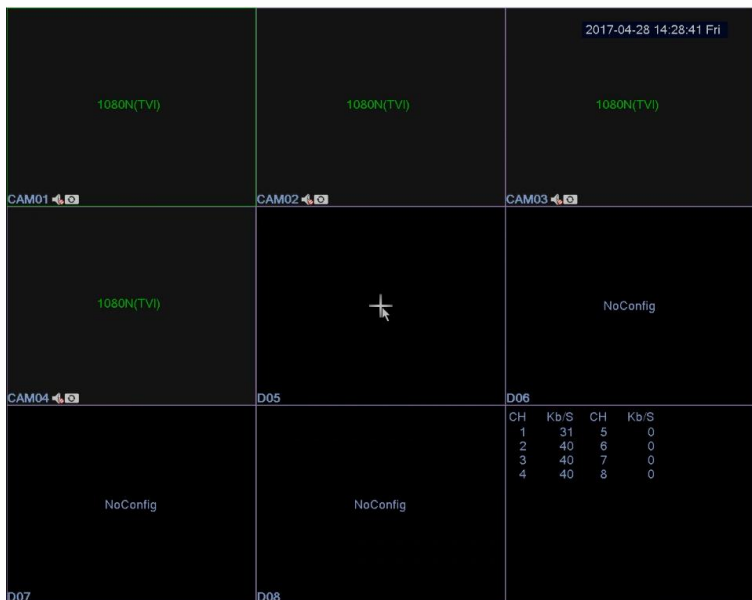 2017-04-28 14:28:41 Fri
1080N(TVI) 1080N(TVI) 1080N(TVI)
CAM01 CAM02 CAM03
1080N(TVI)
NoConfig
CAM04 D05 D06
CH Kb/S CH Kb/S
1 31 5 0
2 40 6 0
3 40 7 0
4 40 8 0
NoConfig NoConfig
D07 D08